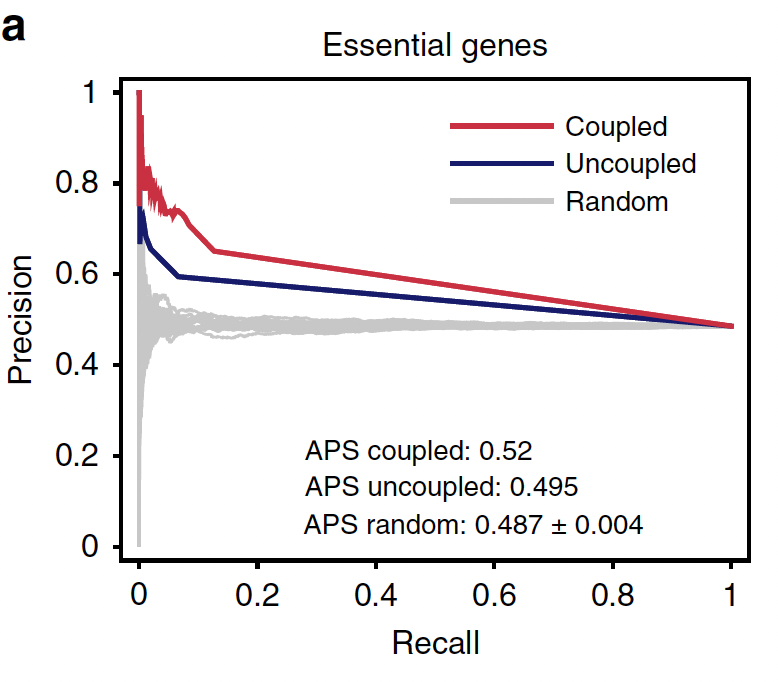 a
Essential genes
1
0.8
0.6
0.4
0.2
0
Precision
Coupled
Uncoupled
Random
APS coupled: 0.52
APS uncoupled: 0.495
APS random: 0.487 ± 0.004
0 0.2 0.4 0.6 0.8 1
Recall